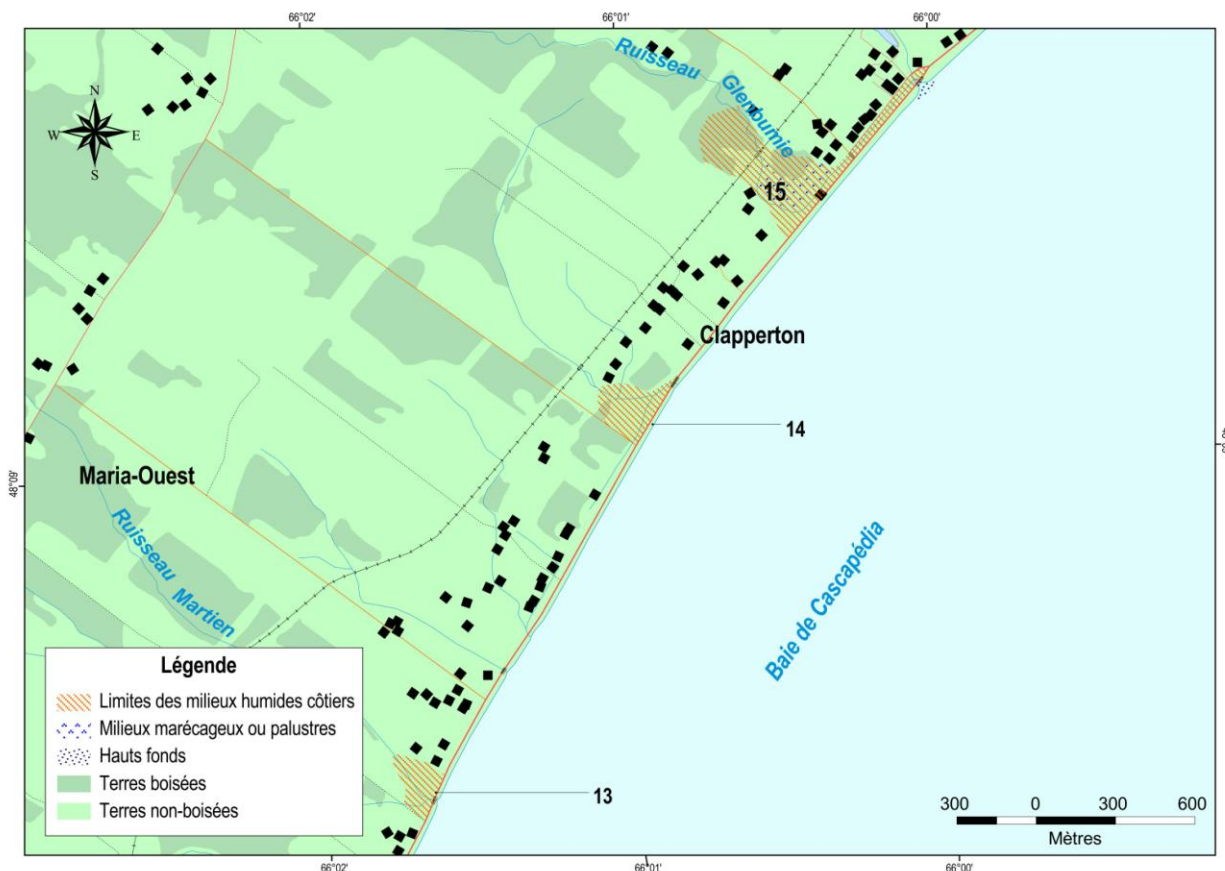 66°02' 66°01' 66°00'
Ruisseau Glenburnie
N
W E
S
15
Clapperton
14
48°09'
Maria-Ouest
Ruisseau Martien
Baie de Cascapédia
Légende
Limites des milieux humides côtiers
Milieux marécageux ou palustres
Hauts fonds
Terres boisées
Terres non-boisées
13
300 0 300 600
Mètres
66°02' 66°01' 66°00'